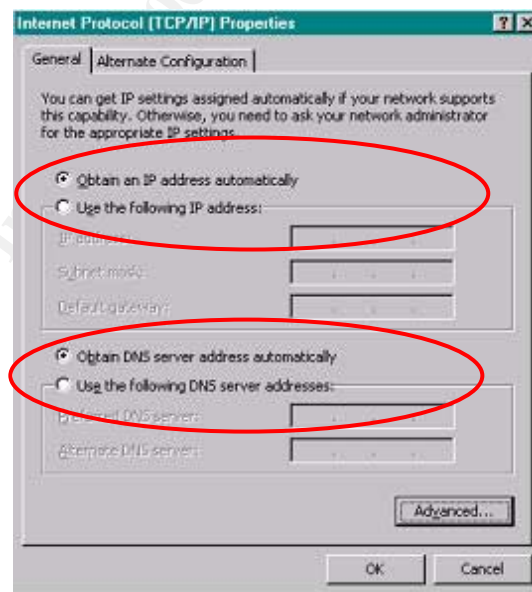 Internet Protocol (TCP/IP) Properties
General
Alternate Configuration
You can get IP settings assigned automatically if your network supports
this capability. Otherwise, you need to ask your network administrator
for the appropriate IP settings.
Obtain an IP address automatically
Use the following IP address:
IP address:
Subnet mask:
Default gateway:
Obtain DNS server address automatically
Use the following DNS server addresses:
Preferred DNS server:
Alternate DNS server:
Advanced...
OK
Cancel